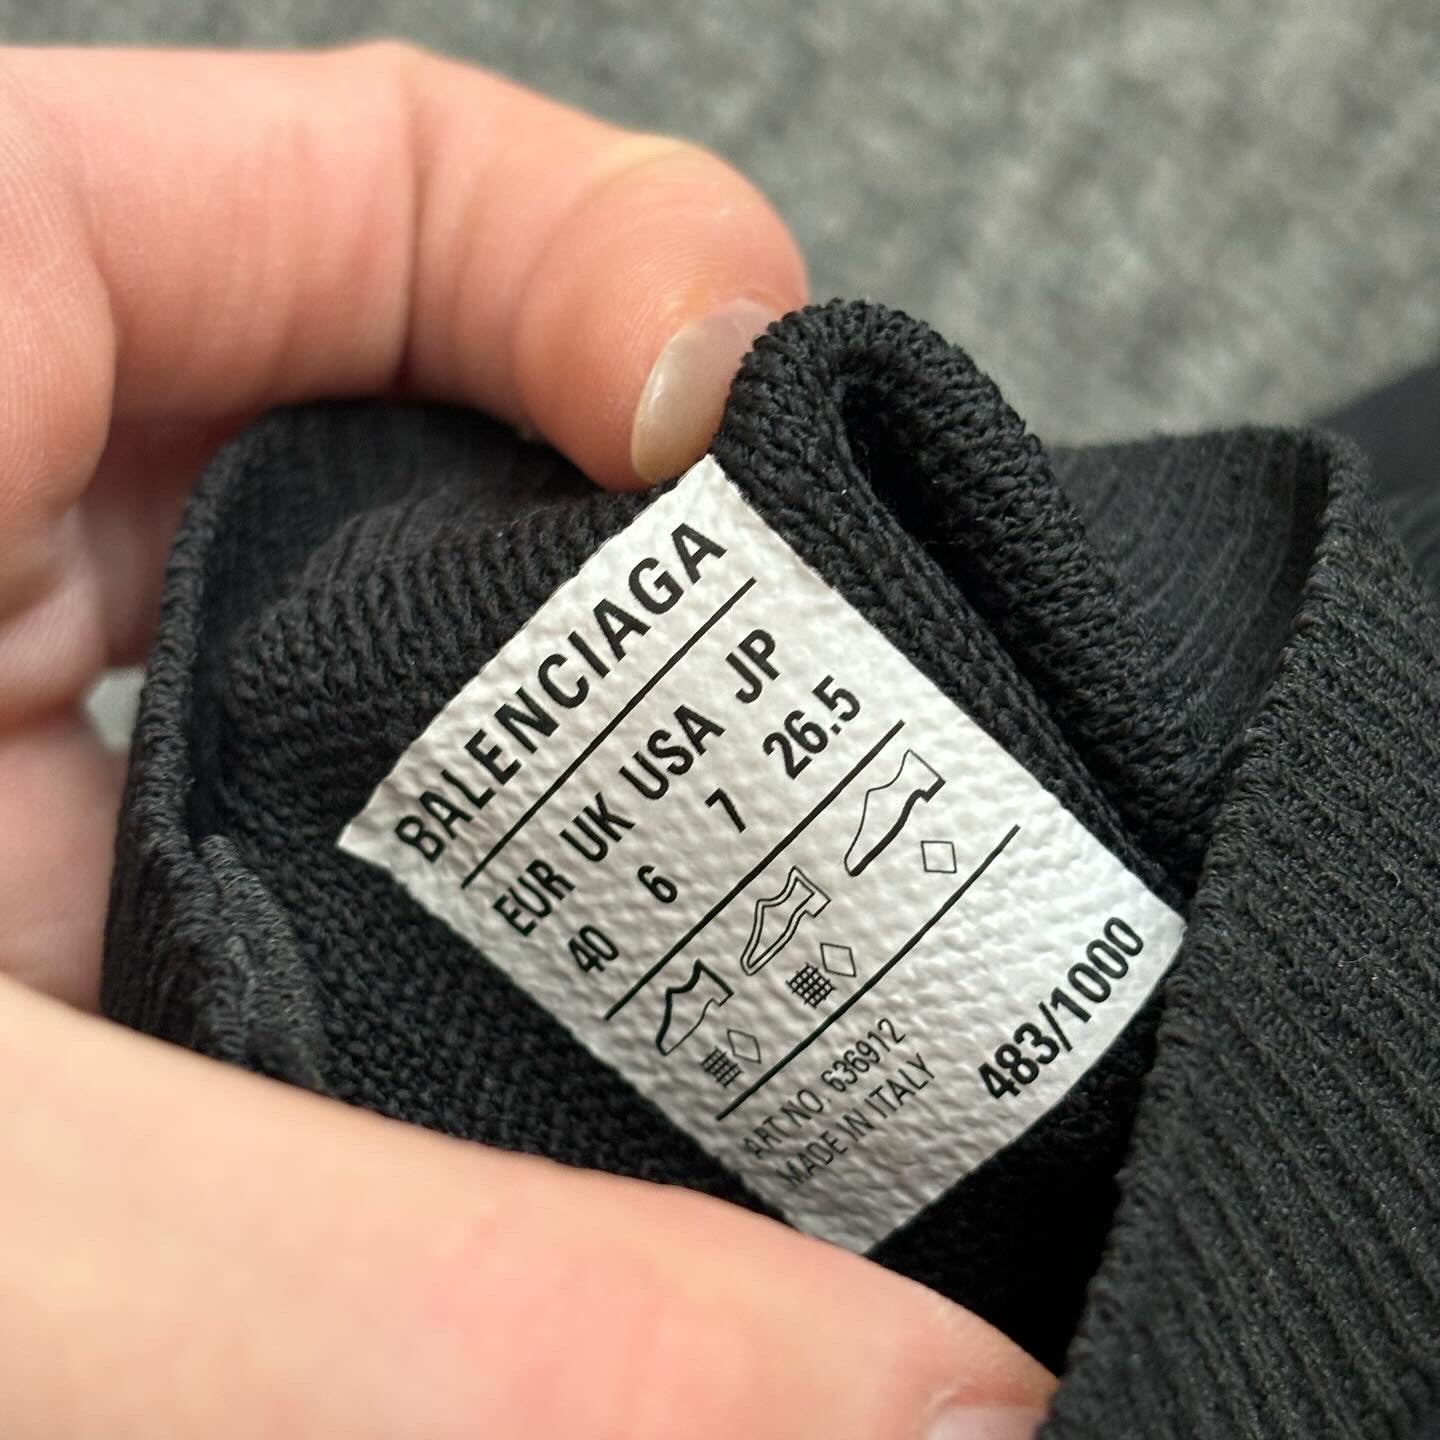 BALENCIAGA
EUR UK USA JP
40 6 7 26.5
ART NO. 636912
MADE IN ITALY
483/1000